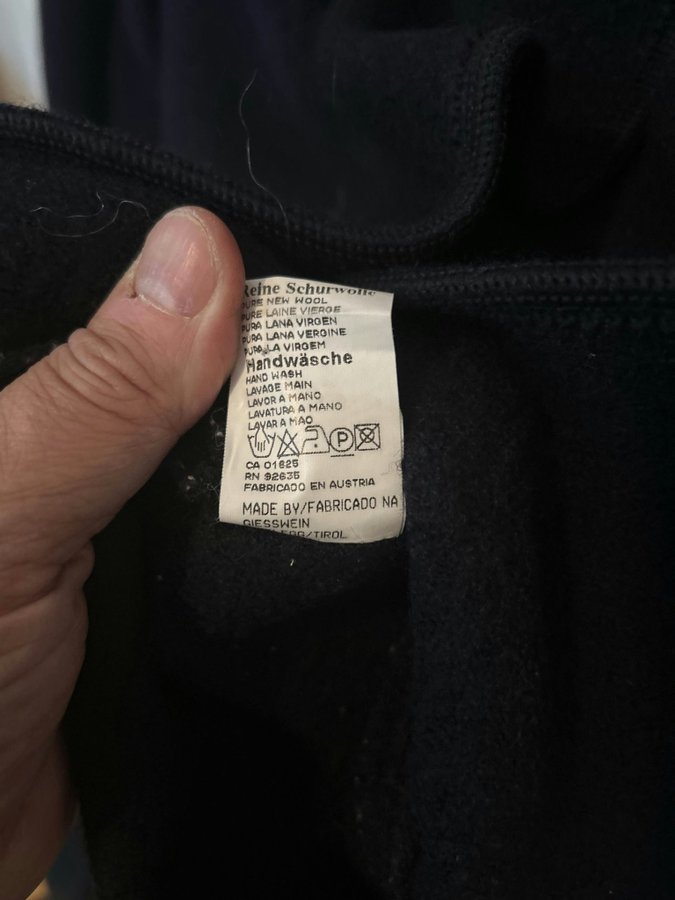 Reine Schurwolle
PURE NEW WOOL
PURE LAINE VIERGE
PURA LANA VIRGEN
PURA LANA VERGINE
PURA LA VIRGEM
Handwäsche
HAND WASH
LAVAGE MAIN
LAVOR A MANO
LAVATURA A MANO
LAVAR A MAO
P
CA 01625
RN 92635
FABRICADO EN AUSTRIA
MADE BY/FABRICADO NA
GIESSWEIN
/TIROL